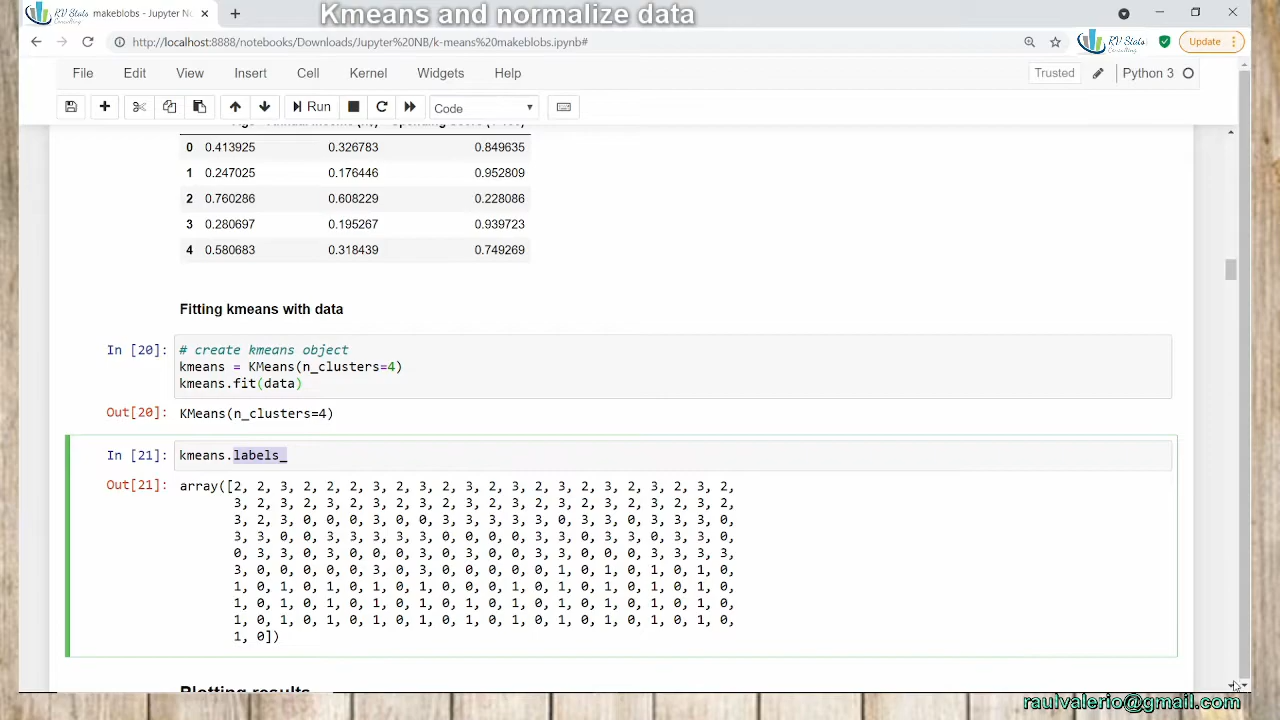 Kmeans and normalize data
makeblobs - Jupyter No
http://localhost:8888/notebooks/Downloads/Jupyter%20NB/k-means%20makeblobs.ipynb#
Update
File Edit View Insert Cell Kernel Widgets Help
Trusted
Python 3
Run
Code
0 0.413925 0.326783 0.849635
1 0.247025 0.176446 0.952809
2 0.760286 0.608229 0.228086
3 0.280697 0.195267 0.939723
4 0.580683 0.318439 0.749269
Fitting kmeans with data
In [20]: # create kmeans object
kmeans = KMeans(n_clusters=4)
kmeans.fit(data)
Out[20]: KMeans(n_clusters=4)
In [21]: kmeans.labels_
Out[21]: array([2, 2, 3, 2, 2, 2, 3, 2, 3, 2, 3, 2, 3, 2, 3, 2, 3, 2, 3, 2, 3, 2,
3, 2, 3, 2, 3, 2, 3, 2, 3, 2, 3, 2, 3, 2, 3, 2, 3, 2, 3, 2,
3, 2, 3, 0, 0, 0, 3, 0, 0, 3, 3, 3, 3, 3, 0, 3, 3, 0, 3, 3, 3, 0,
3, 3, 0, 0, 3, 3, 3, 3, 3, 0, 0, 0, 0, 3, 3, 0, 3, 3, 0, 3, 3, 0,
0, 3, 3, 0, 3, 0, 0, 0, 3, 0, 3, 0, 0, 3, 3, 0, 0, 0, 3, 3, 3, 3,
3, 0, 0, 0, 0, 0, 3, 0, 3, 0, 0, 0, 0, 0, 1, 0, 1, 0, 1, 0, 1, 0,
1, 0, 1, 0, 1, 0, 1, 0, 1, 0, 0, 0, 1, 0, 1, 0, 1, 0, 1, 0, 1, 0,
1, 0, 1, 0, 1, 0, 1, 0, 1, 0, 1, 0, 1, 0, 1, 0, 1, 0, 1, 0, 1, 0,
1, 0, 1, 0, 1, 0, 1, 0, 1, 0, 1, 0, 1, 0, 1, 0, 1, 0, 1, 0, 1, 0,
1, 0])
Plotting results
raulvalerio@gmail.com